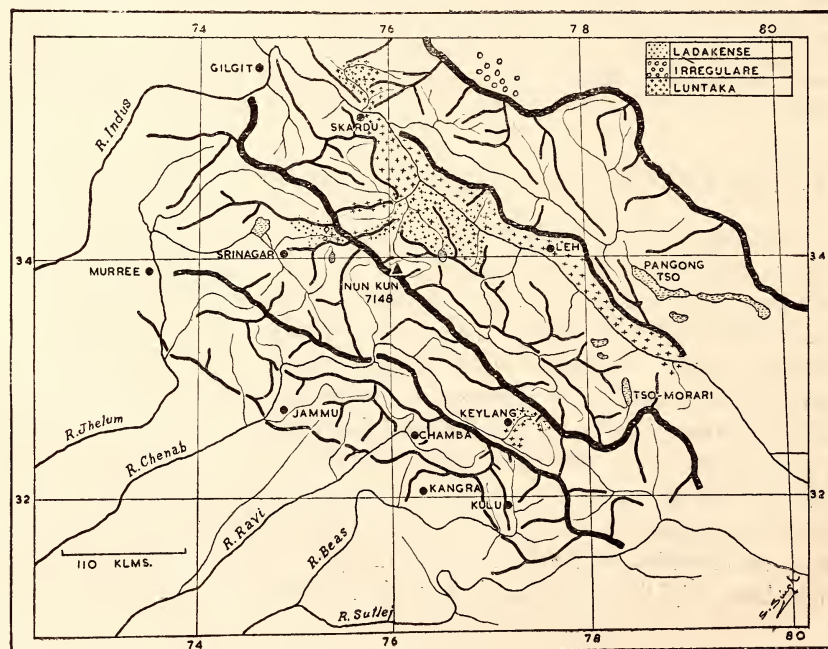 74 76 78 80
LADAKENSE
IRREGULARE
LUNTAKA
GILGIT
SKARDU
R. Indus
34 34
SRINAGAR
LEH
MURREE
PANGONG
TSO
NUN KUN
7148
TSO-MORARI
JAMMU
KEYLANG
CHAMBA
R. Jhelum
R. Chenab
32 32
KANGRA
KULU
R. Ravi
R. Beas
110 KLMS.
R. Sutlej
S. Singh
74 76 78 80